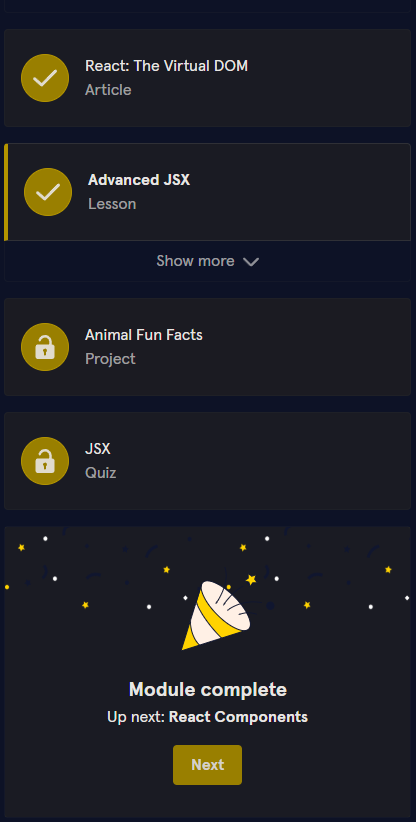 React: The Virtual DOM
Article
Advanced JSX
Lesson
Show more
Animal Fun Facts
Project
JSX
Quiz
Module complete
Up next: React Components
Next